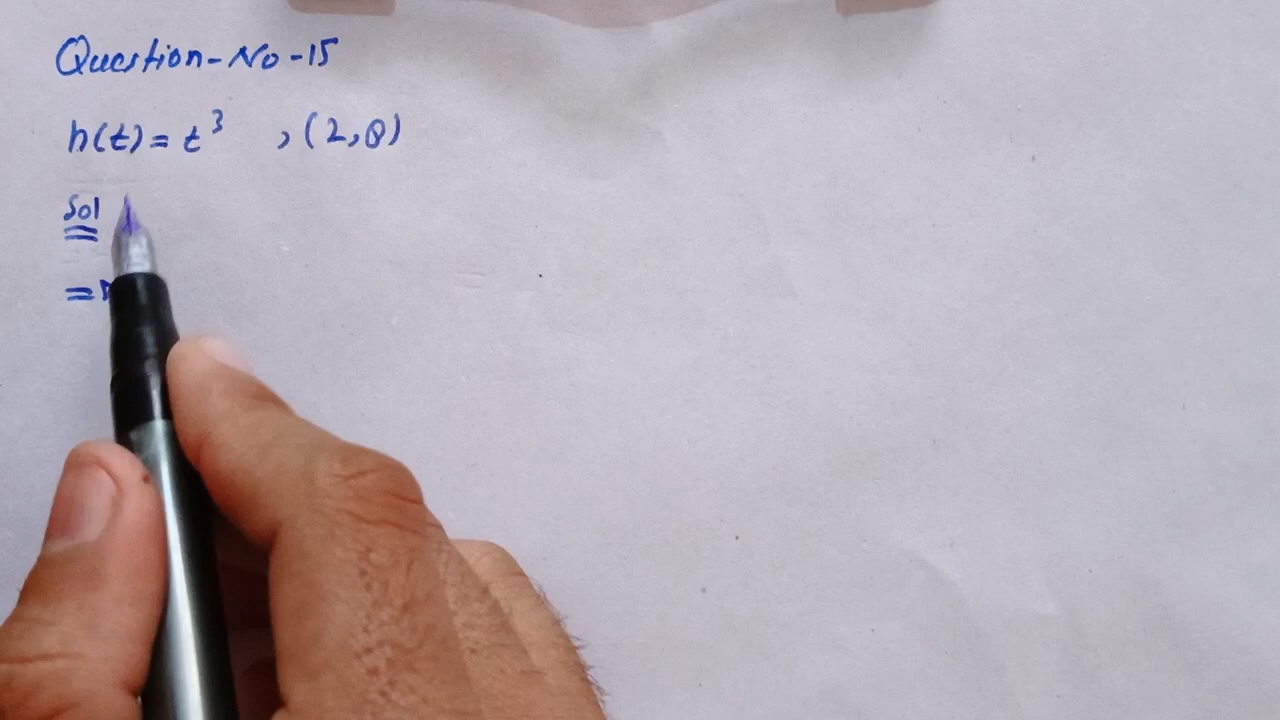 Question-No-15
h(t)=t³ ,(2,8)
Sol
=